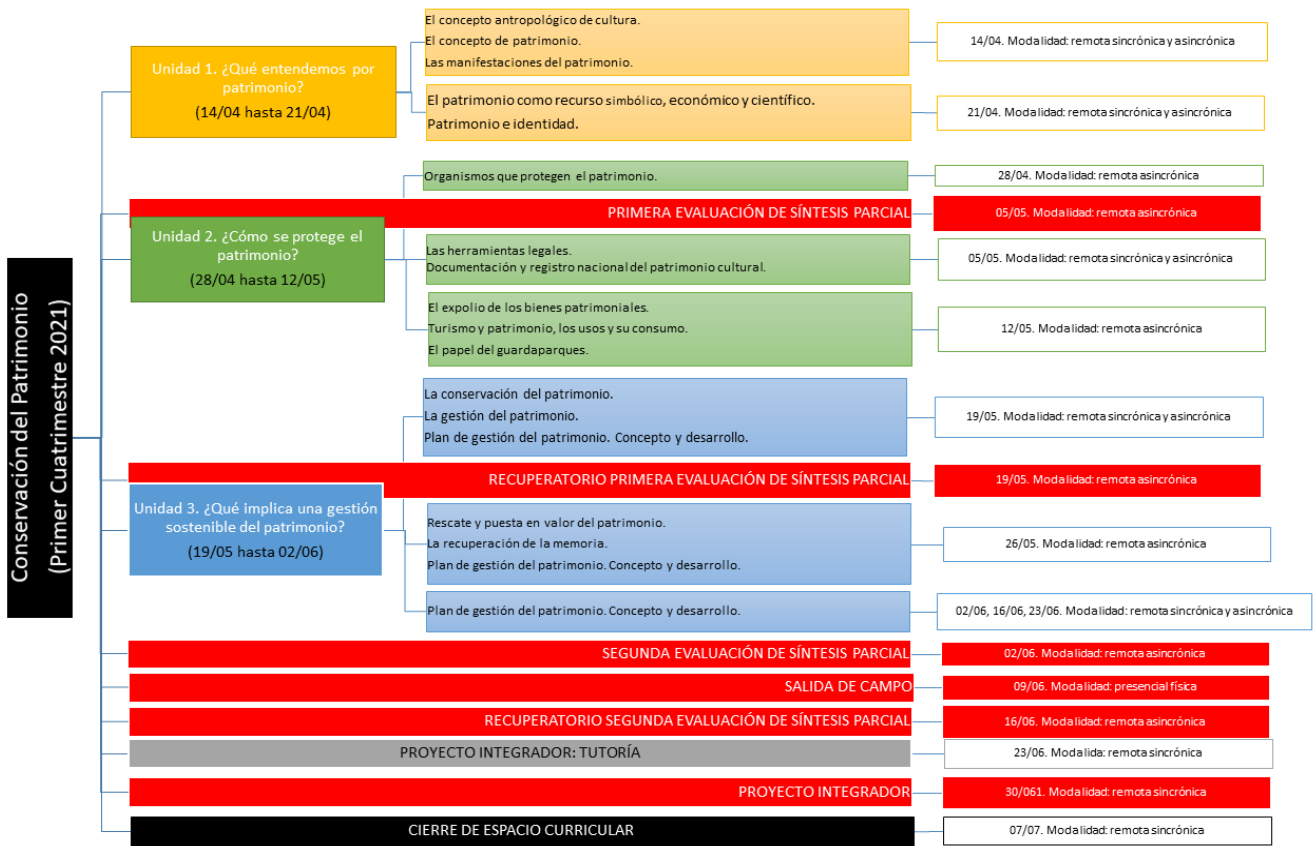 Conservación del Patrimonio
(Primer Cuatrimestre 2021)
Unidad 1. ¿Qué entendemos por
patrimonio?
(14/04 hasta 21/04)
El concepto antropológico de cultura.
El concepto de patrimonio.
Las manifestaciones del patrimonio.
14/04. Modalidad: remota sincrónica y asincrónica
El patrimonio como recurso simbólico, económico y científico.
Patrimonio e identidad.
21/04. Modalidad: remota sincrónica y asincrónica
Organismos que protegen el patrimonio.
28/04. Modalidad: remota asincrónica
PRIMERA EVALUACIÓN DE SÍNTESIS PARCIAL
05/05. Modalidad: remota asincrónica
Unidad 2. ¿Cómo se protege el
patrimonio?
(28/04 hasta 12/05)
Las herramientas legales.
Documentación y registro nacional del patrimonio cultural.
05/05. Modalidad: remota sincrónica y asincrónica
El expolio de los bienes patrimoniales.
Turismo y patrimonio, los usos y su consumo.
El papel del guardaparques.
12/05. Modalidad: remota asincrónica
La conservación del patrimonio.
La gestión del patrimonio.
Plan de gestión del patrimonio. Concepto y desarrollo.
19/05. Modalidad: remota sincrónica y asincrónica
RECUPERATORIO PRIMERA EVALUACIÓN DE SÍNTESIS PARCIAL
19/05. Modalidad: remota asincrónica
Unidad 3. ¿Qué implica una gestión
sostenible del patrimonio?
(19/05 hasta 02/06)
Rescate y puesta en valor del patrimonio.
La recuperación de la memoria.
Plan de gestión del patrimonio. Concepto y desarrollo.
26/05. Modalidad: remota asincrónica
Plan de gestión del patrimonio. Concepto y desarrollo.
02/06, 16/06, 23/06. Modalidad: remota sincrónica y asincrónica
SEGUNDA EVALUACIÓN DE SÍNTESIS PARCIAL
02/06. Modalidad: remota asincrónica
SALIDA DE CAMPO
09/06. Modalidad: presencial física
RECUPERATORIO SEGUNDA EVALUACIÓN DE SÍNTESIS PARCIAL
16/06. Modalidad: remota asincrónica
PROYECTO INTEGRADOR: TUTORÍA
23/06. Modalida: remota sincrónica
PROYECTO INTEGRADOR
30/061. Modalidad: remota sincrónica
CIERRE DE ESPACIO CURRICULAR
07/07. Modalidad: remota sincrónica